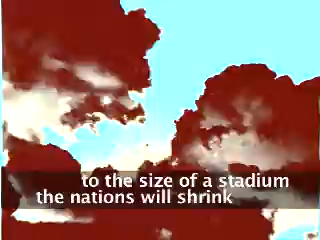 to the size of a stadium
the nations will shrink